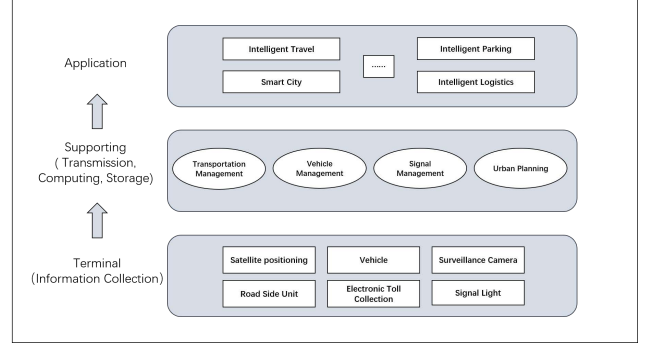 Application
Intelligent Travel
......
Intelligent Parking
Smart City
Intelligent Logistics
Supporting
( Transmission,
Computing, Storage)
Transportation
Management
Vehicle
Management
Signal
Management
Urban Planning
Terminal
(Information Collection)
Satellite positioning
Vehicle
Surveillance Camera
Road Side Unit
Electronic Toll
Collection
Signal Light